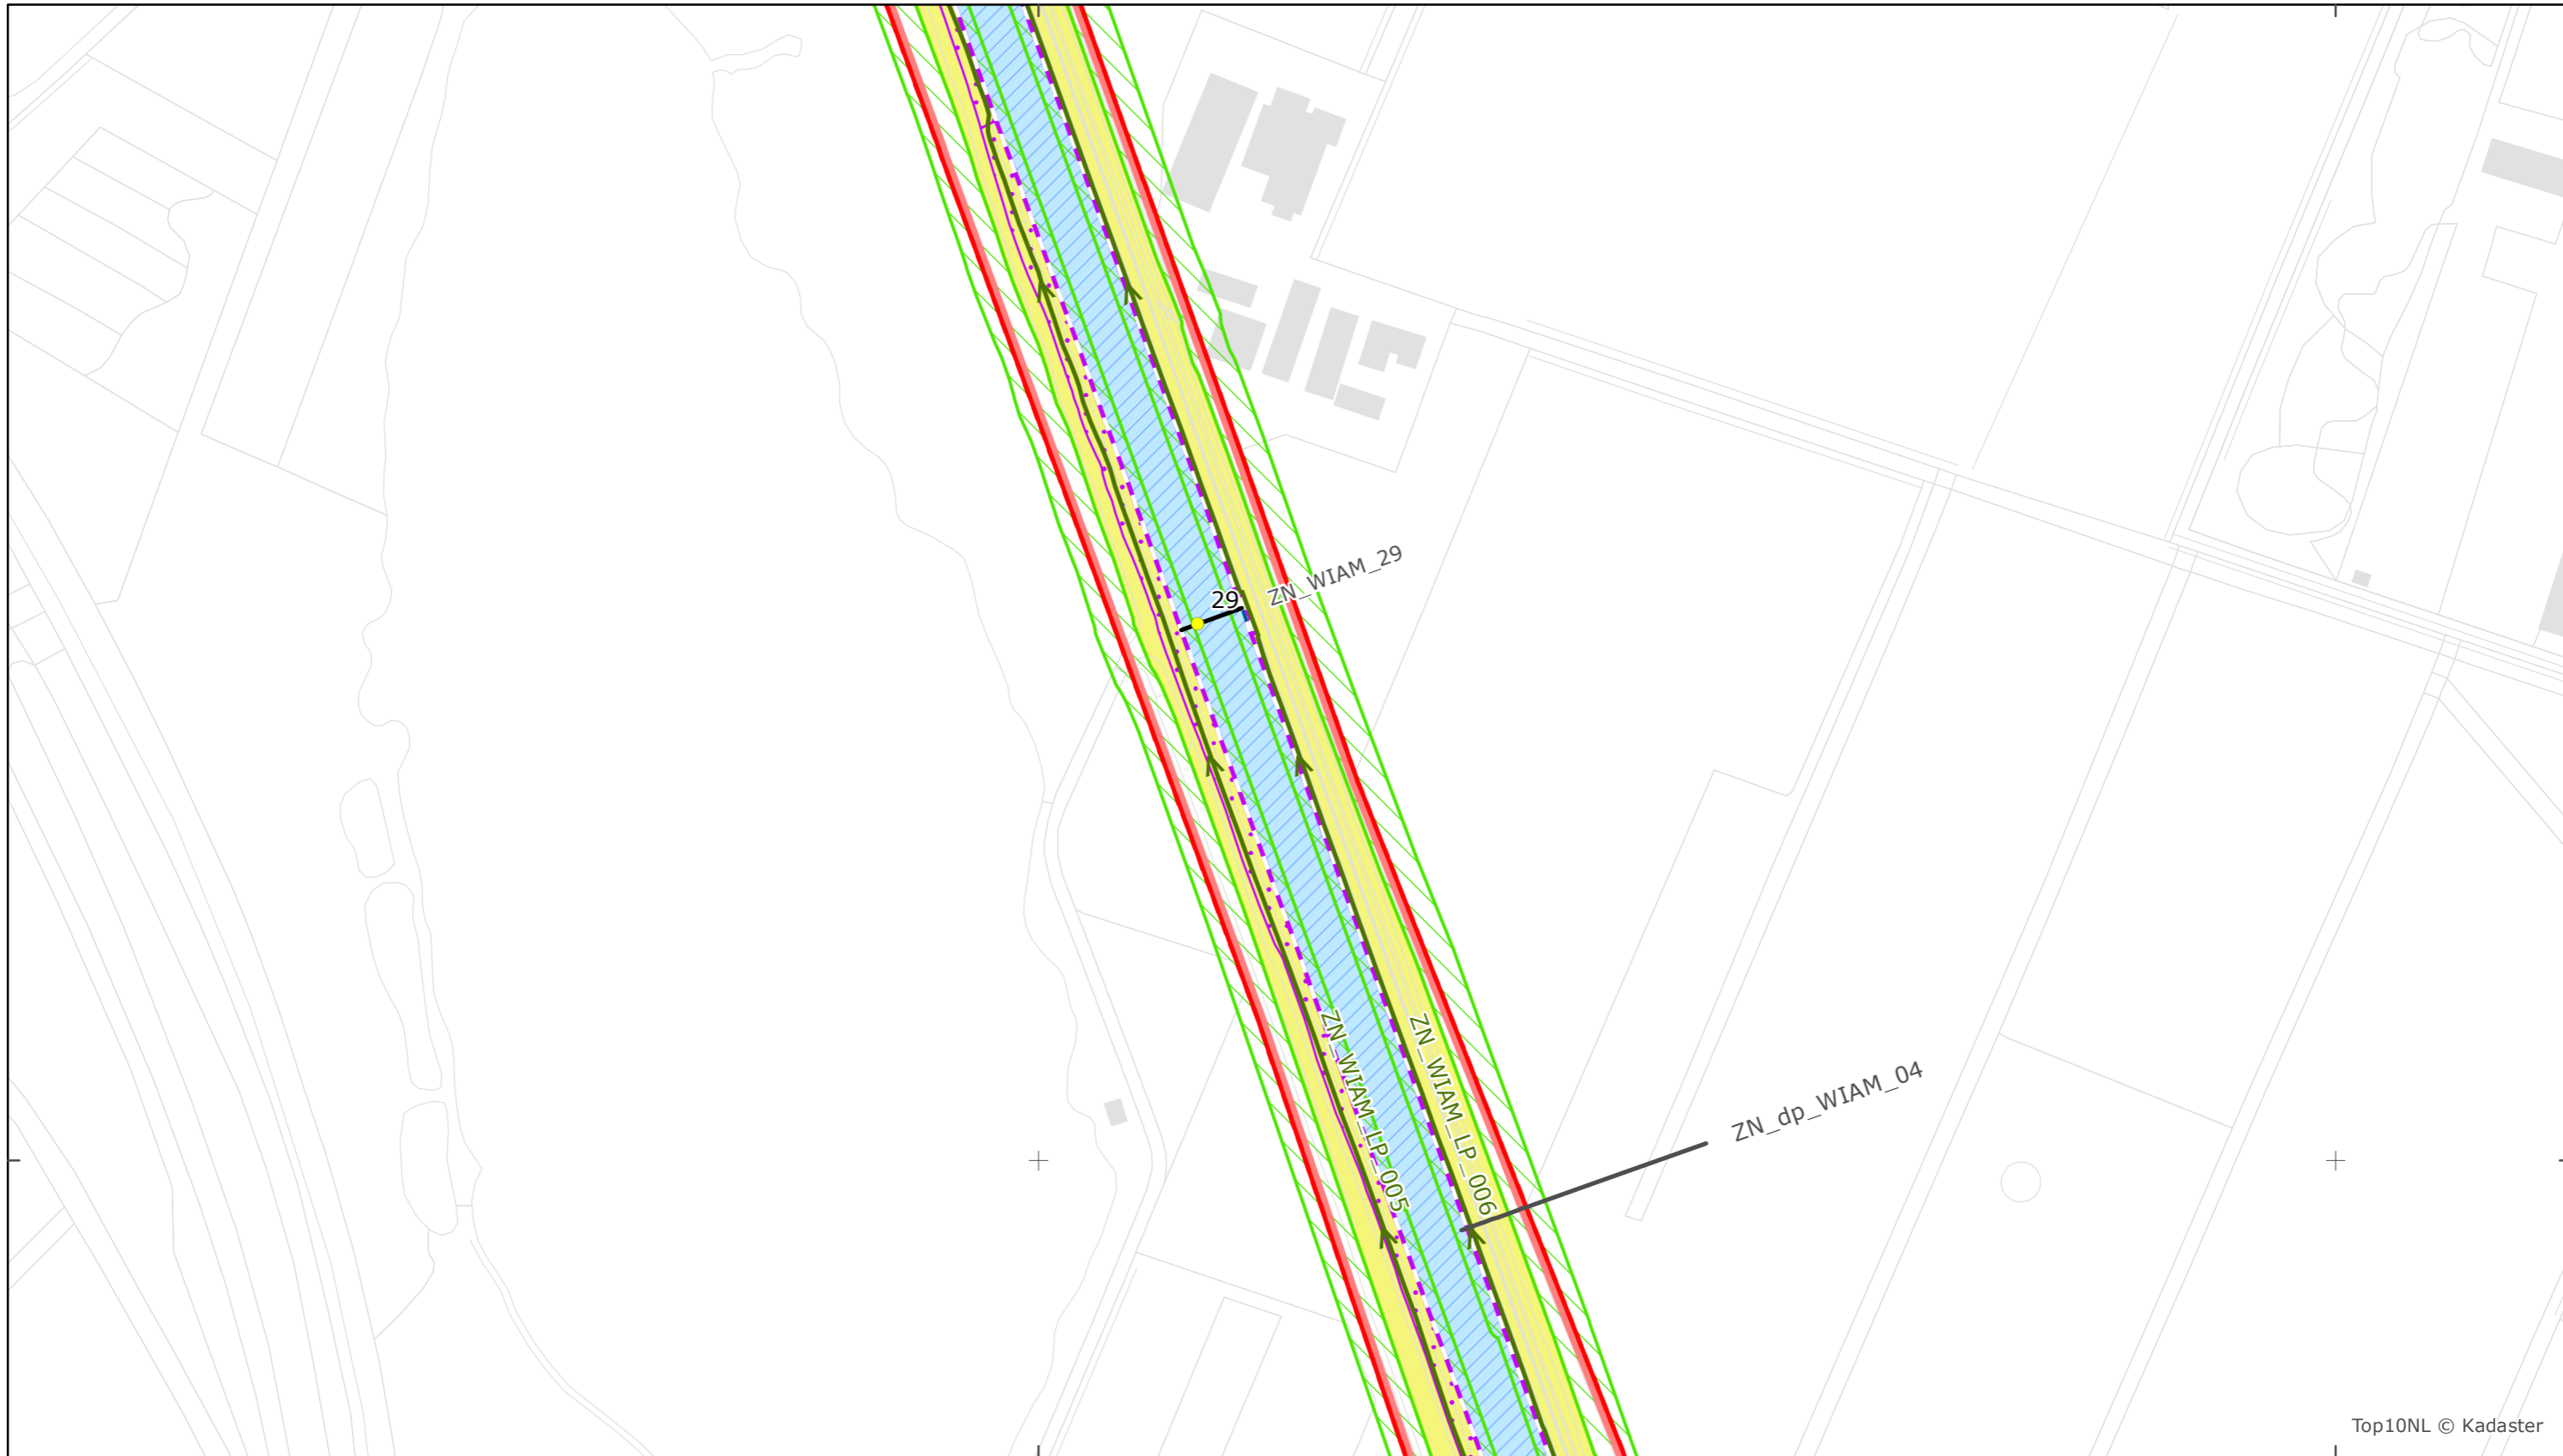 ZN_WIAM_29
29
ZN_WIAM_LP_005
ZN_WIAM_LP_006
ZN_dp_WIAM_04
Top10NL © Kadaster